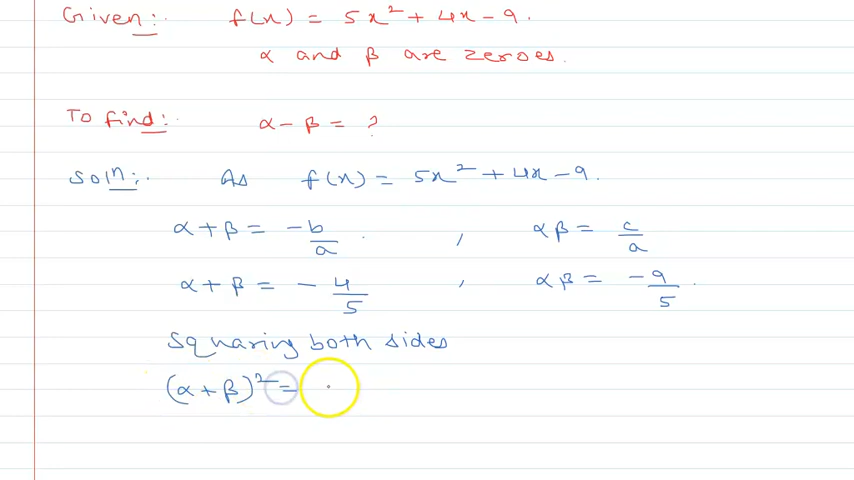 Given:. f(x) = 5x² + 4x - 9.
α and β are zeroes.
To find:. α - β = ?
Soln:. As f(x) = 5x² + 4x - 9.
α + β = -b/a . , αβ = c/a
α + β = - 4/5 , αβ = -9/5 .
Squaring both sides
(α + β)² =